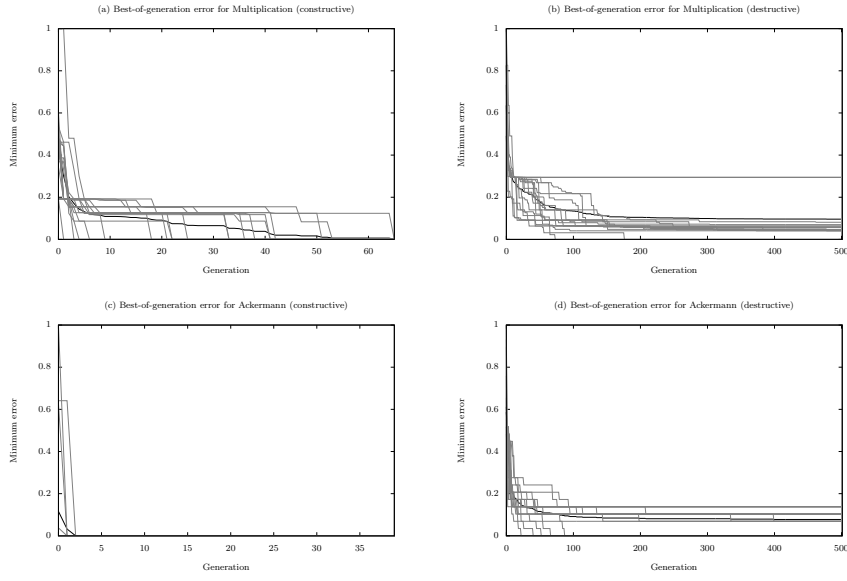 (a) Best-of-generation error for Multiplication (constructive)
1
0.8
0.6
0.4
0.2
0
Minimum error
0 10 20 30 40 50 60
Generation
(b) Best-of-generation error for Multiplication (destructive)
1
0.8
0.6
0.4
0.2
0
Minimum error
0 100 200 300 400 500
Generation
(c) Best-of-generation error for Ackermann (constructive)
1
0.8
0.6
0.4
0.2
0
Minimum error
0 5 10 15 20 25 30 35
Generation
(d) Best-of-generation error for Ackermann (destructive)
1
0.8
0.6
0.4
0.2
0
Minimum error
0 100 200 300 400 500
Generation